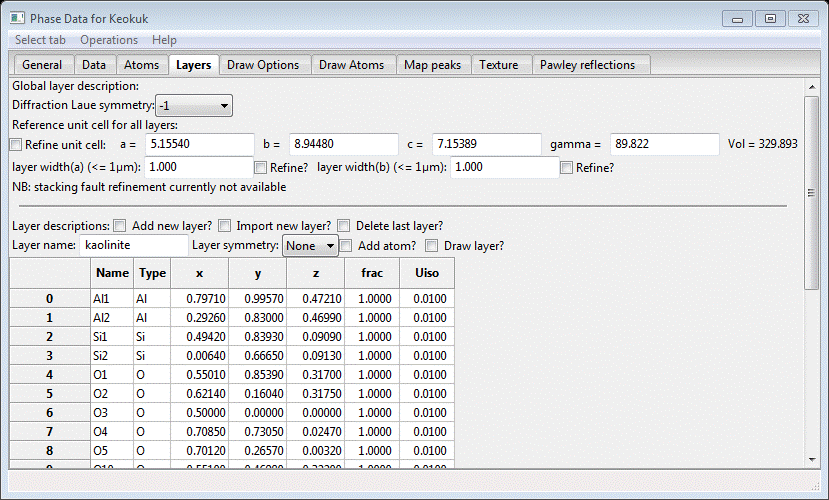 Phase Data for Keokuk
Select tab Operations Help
General Data Atoms Layers Draw Options Draw Atoms Map peaks Texture Pawley reflections
Global layer description:
Diffraction Laue symmetry: -1
Reference unit cell for all layers:
Refine unit cell: a = 5.15540 b = 8.94480 c = 7.15389 gamma = 89.822 Vol = 329.893
layer width(a) (<= 1μm): 1.000 Refine? layer width(b) (<= 1μm): 1.000 Refine?
NB: stacking fault refinement currently not available
Layer descriptions: Add new layer? Import new layer? Delete last layer?
Layer name: kaolinite Layer symmetry: None Add atom? Draw layer?
Name Type x y z frac Uiso
0 Al1 Al 0.79710 0.99570 0.47210 1.0000 0.0100
1 Al2 Al 0.29260 0.83000 0.46990 1.0000 0.0100
2 Si1 Si 0.49420 0.83930 0.09090 1.0000 0.0100
3 Si2 Si 0.00640 0.66650 0.09130 1.0000 0.0100
4 O1 O 0.55010 0.85390 0.31700 1.0000 0.0100
5 O2 O 0.62140 0.16040 0.31750 1.0000 0.0100
6 O3 O 0.50000 0.00000 0.00000 1.0000 0.0100
7 O4 O 0.70850 0.73050 0.02470 1.0000 0.0100
8 O5 O 0.70120 0.26570 0.00320 1.0000 0.0100